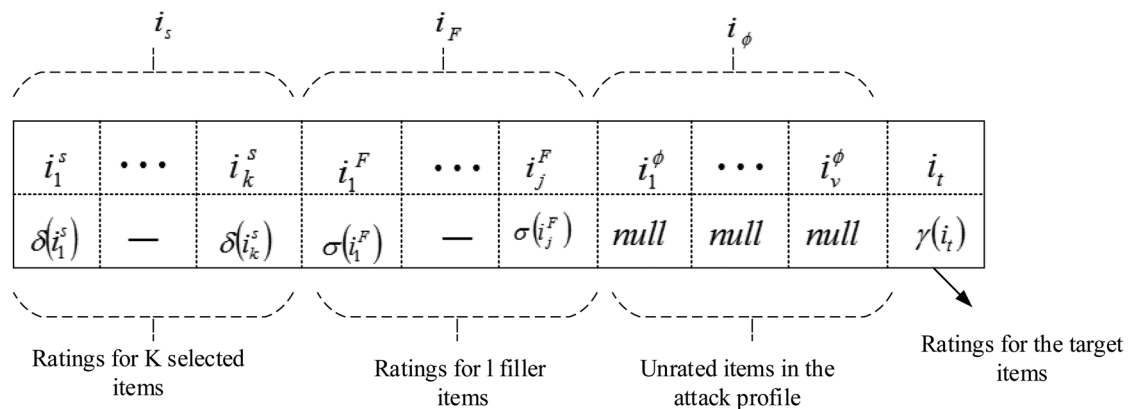 i_s i_F i_ϕ
i_1^s ••• i_k^s i_1^F ••• i_j^F i_1^ϕ ••• i_v^ϕ i_t
δ(i_1^s) — δ(i_k^s) σ(i_1^F) — σ(i_j^F) null null null γ(i_t)
Ratings for K selected
items
Ratings for l filler
items
Unrated items in the
attack profile
Ratings for the target
items